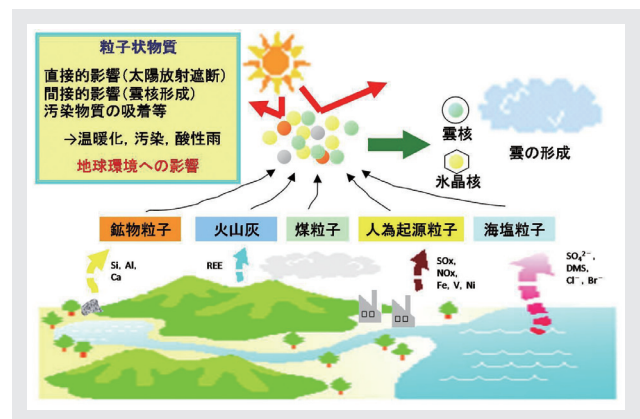 粒子状物質
直接的影響(太陽放射遮断)
間接的影響(雲核形成)
汚染物質の吸着等
→温暖化, 汚染, 酸性雨
地球環境への影響
雲核
氷晶核
雲の形成
鉱物粒子
火山灰
煤粒子
人為起源粒子
海塩粒子
Si, Al,
Ca
REE
SOx,
NOx,
Fe, V, Ni
SO₄²⁻,
DMS,
Cl⁻, Br⁻